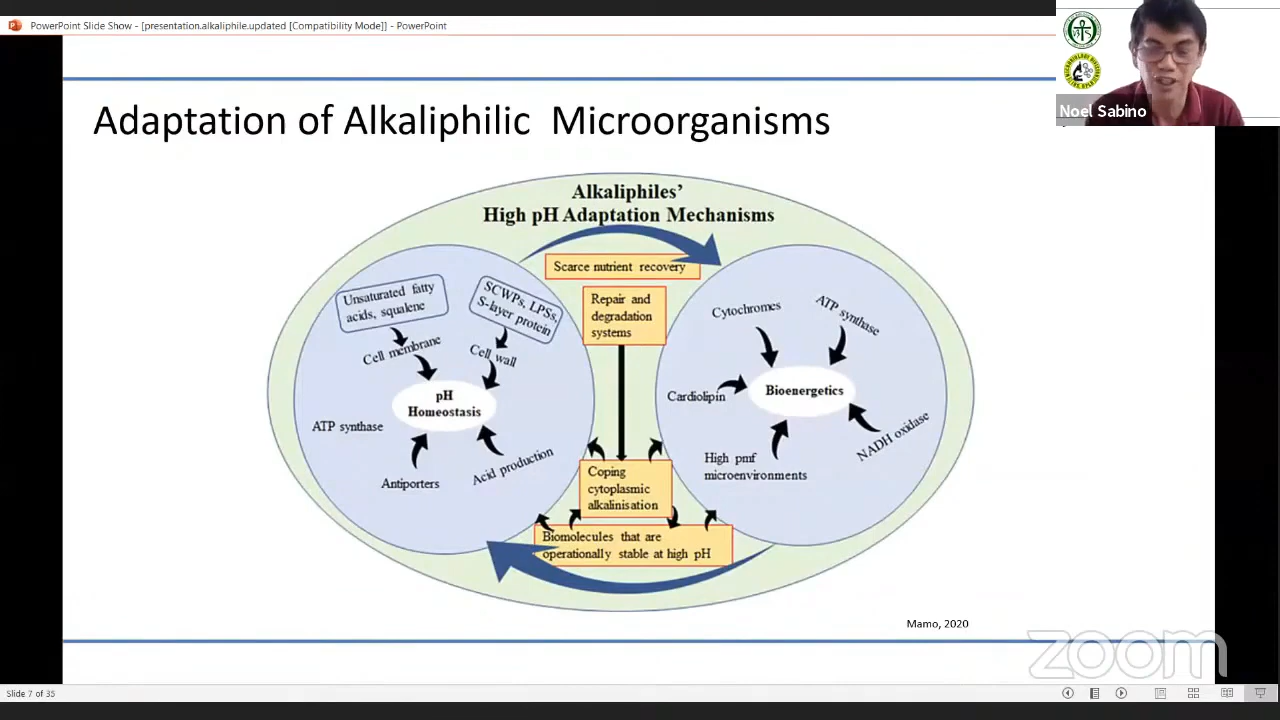 PowerPoint Slide Show - [presentation.alkaliphile.updated [Compatibility Mode]] - PowerPoint
Noel Sabino
Adaptation of Alkaliphilic  Microorganisms
Alkaliphiles'
High pH Adaptation Mechanisms
Scarce nutrient recovery
Repair and
degradation
systems
Unsaturated fatty
acids, squalene
SCWPs, LPSs,
S-layer protein
Cell membrane
Cell wall
pH
Homeostasis
ATP synthase
Antiporters
Acid production
Cytochromes
ATP synthase
Cardiolipin
Bioenergetics
High pmf
microenvironments
NADH oxidase
Coping
cytoplasmic
alkalinisation
Biomolecules that are
operationally stable at high pH
Mamo, 2020
zoom
Slide 7 of 35